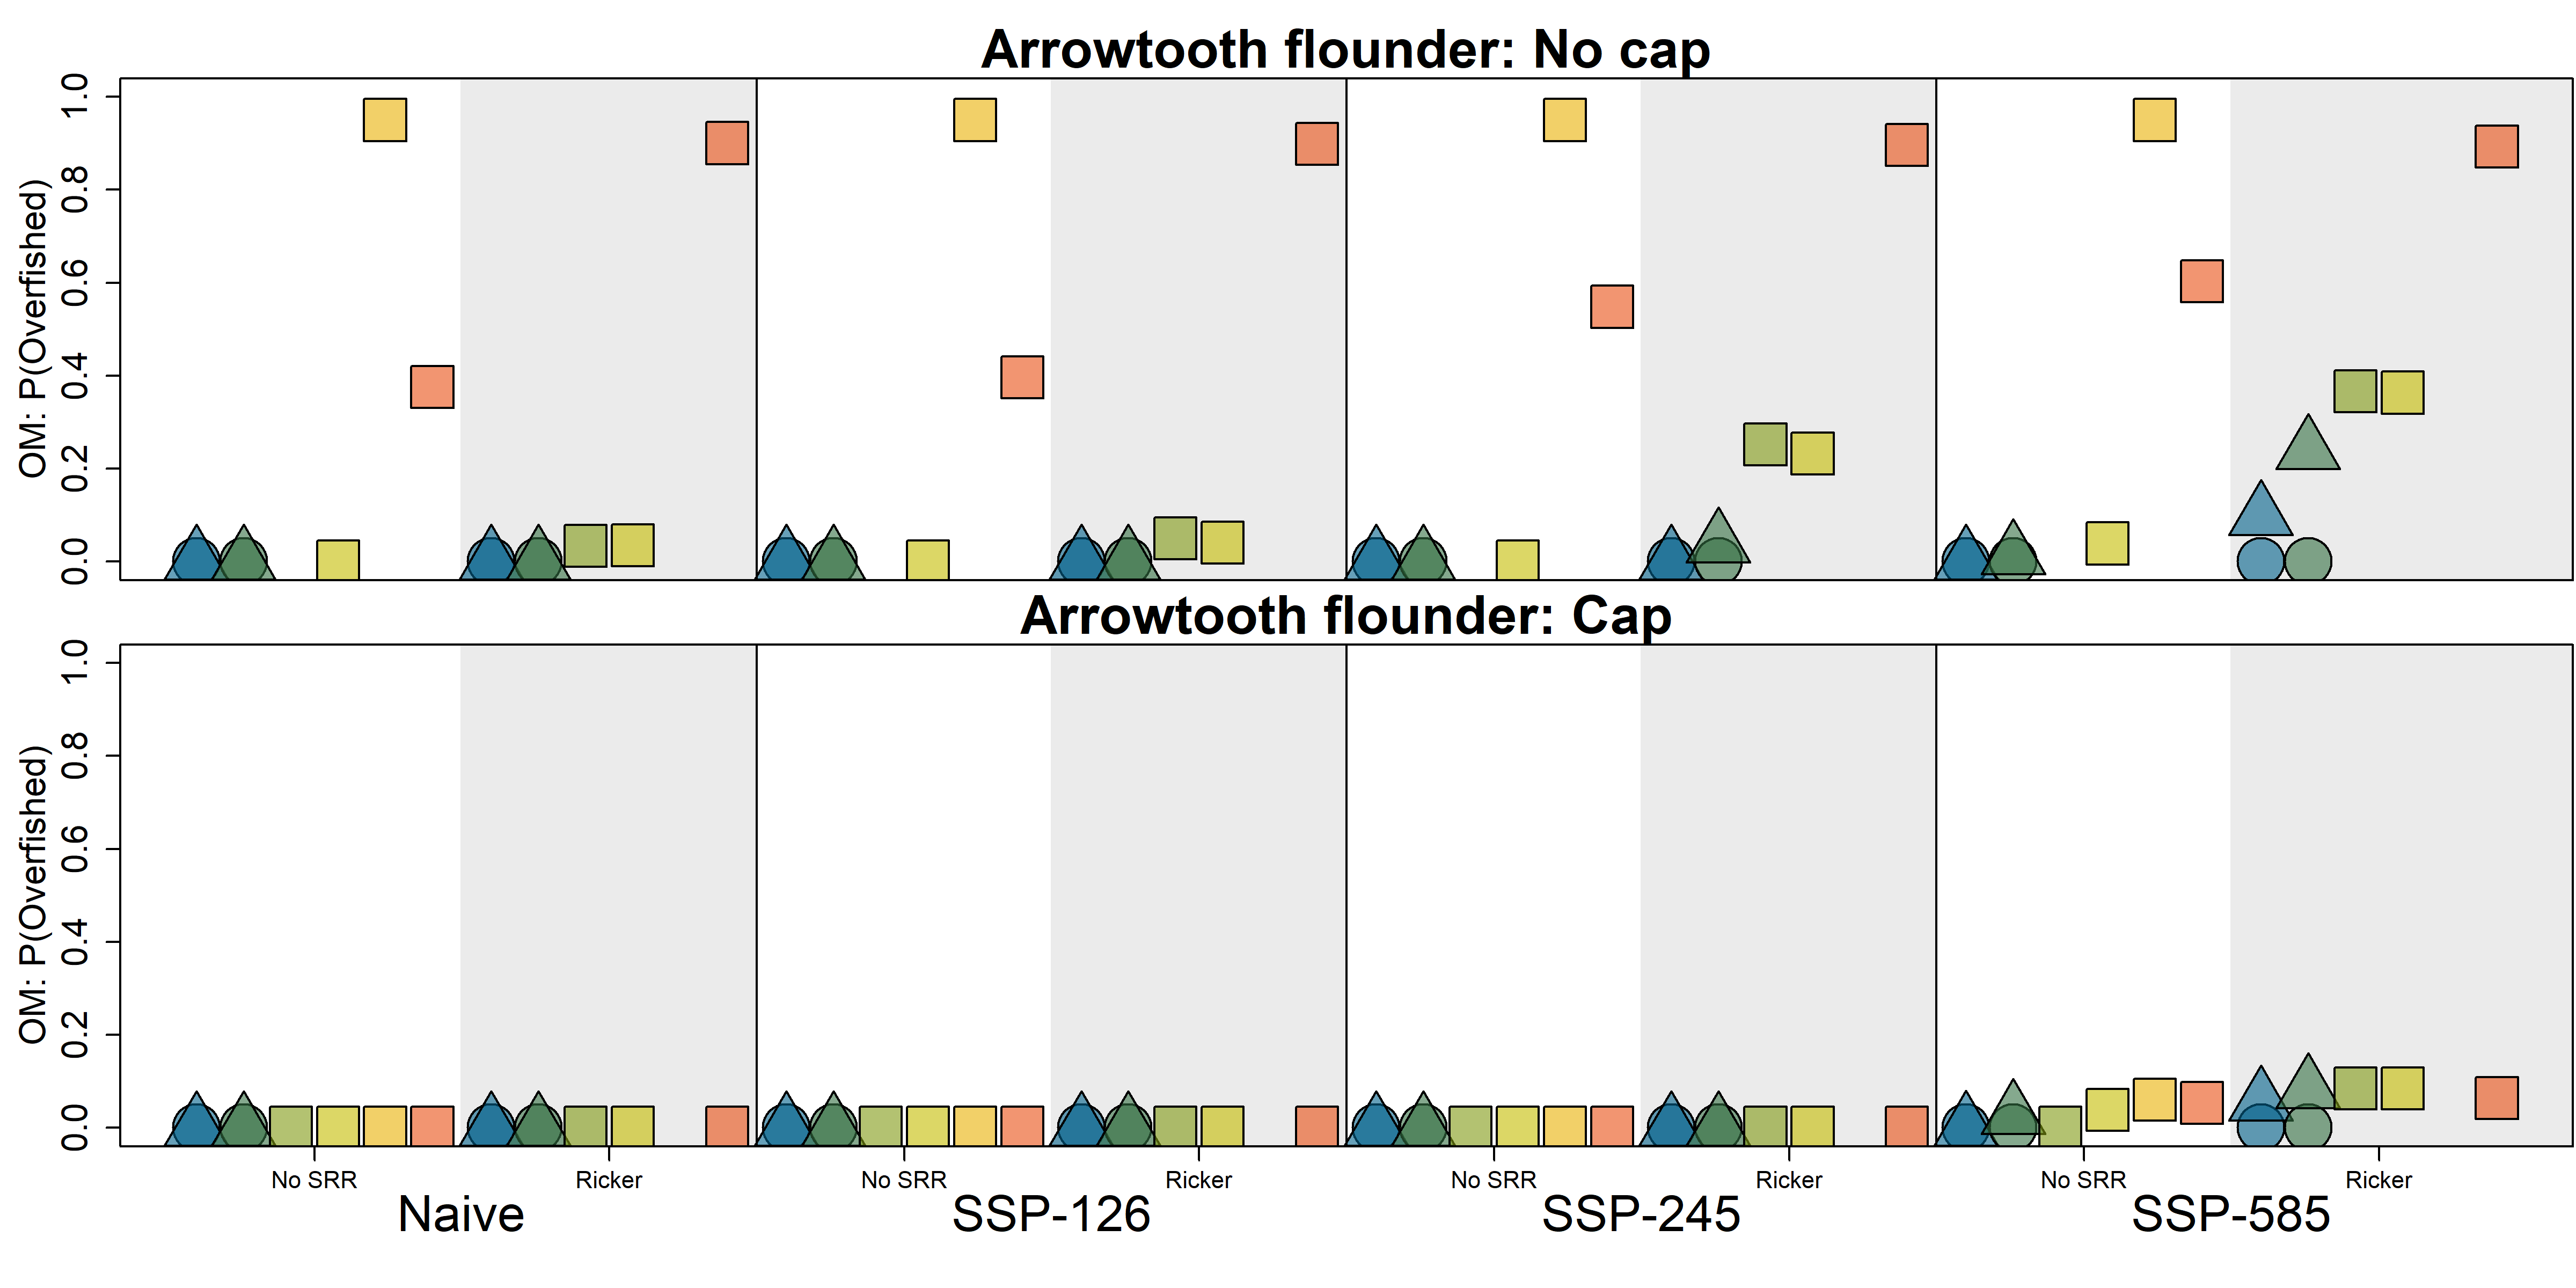 Arrowtooth flounder: No cap
OM: P(Overfished)
1.0
0.8
0.6
0.4
0.2
0.0
Arrowtooth flounder: Cap
OM: P(Overfished)
1.0
0.8
0.6
0.4
0.2
0.0
No SRR Ricker No SRR Ricker No SRR Ricker No SRR Ricker
Naive SSP-126 SSP-245 SSP-585